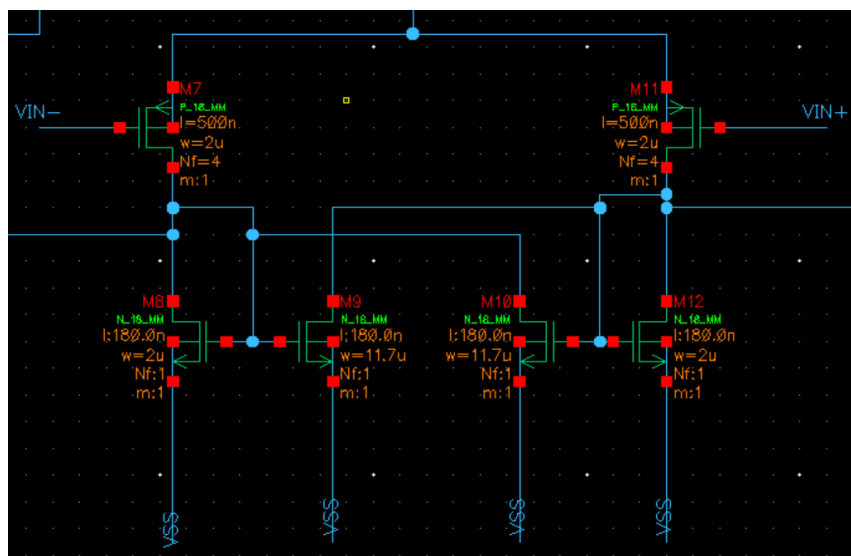 M7
P_18_MM
l=500n
w=2u
Nf=4
m:1
VIN-
M11
P_18_MM
l=500n
w=2u
Nf=4
m:1
VIN+
M8
N_18_MM
l:180.0n
w=2u
Nf:1
m:1
M9
N_18_MM
l:180.0n
w=11.7u
Nf:1
m:1
M10
N_18_MM
l:180.0n
w=11.7u
Nf:1
m:1
M12
N_18_MM
l:180.0n
w=2u
Nf:1
m:1
VSS
VSS
VSS
VSS